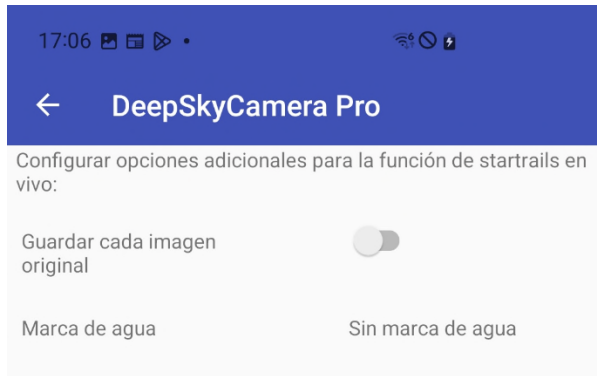 17:06
DeepSkyCamera Pro
Configurar opciones adicionales para la función de startrails en
vivo:
Guardar cada imagen
original
Marca de agua Sin marca de agua